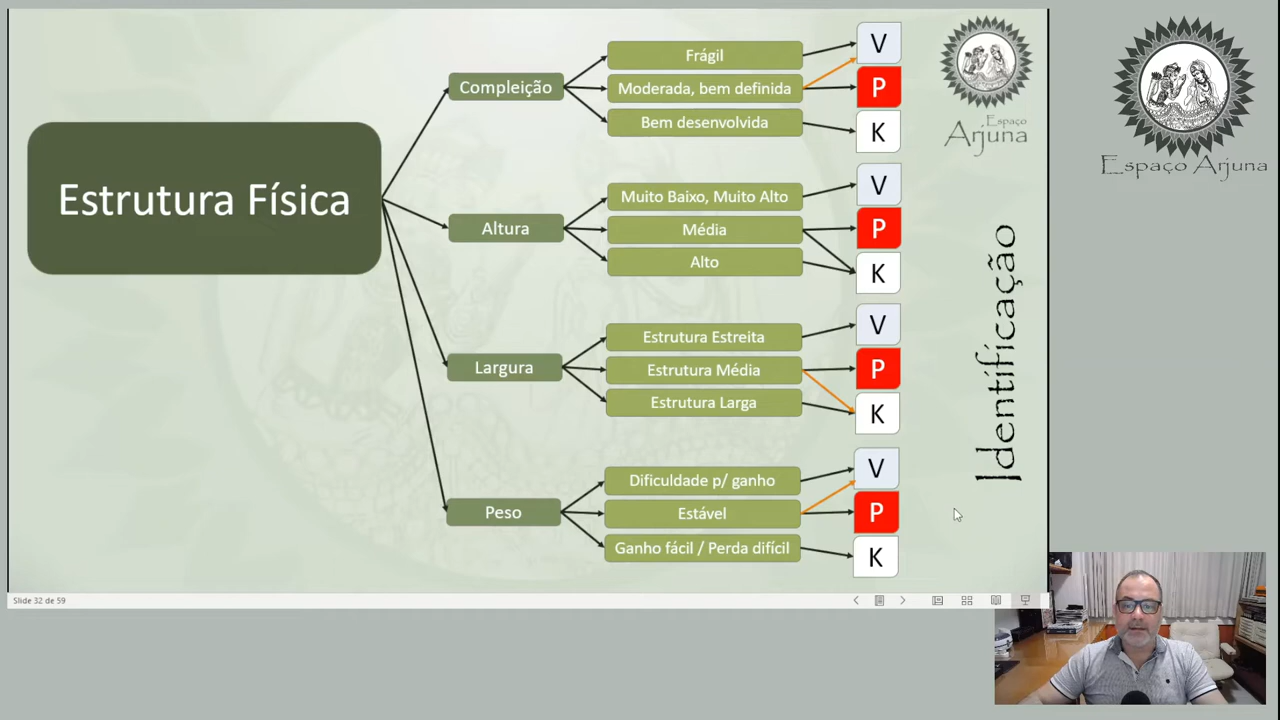 Estrutura Física
Compleição
Frágil
Moderada, bem definida
Bem desenvolvida
V
P
K
Altura
Muito Baixo, Muito Alto
Média
Alto
V
P
K
Largura
Estrutura Estreita
Estrutura Média
Estrutura Larga
V
P
K
Peso
Dificuldade p/ ganho
Estável
Ganho fácil / Perda difícil
V
P
K
Espaço
Arjuna
Identificação
Espaço Arjuna
Slide 32 de 59